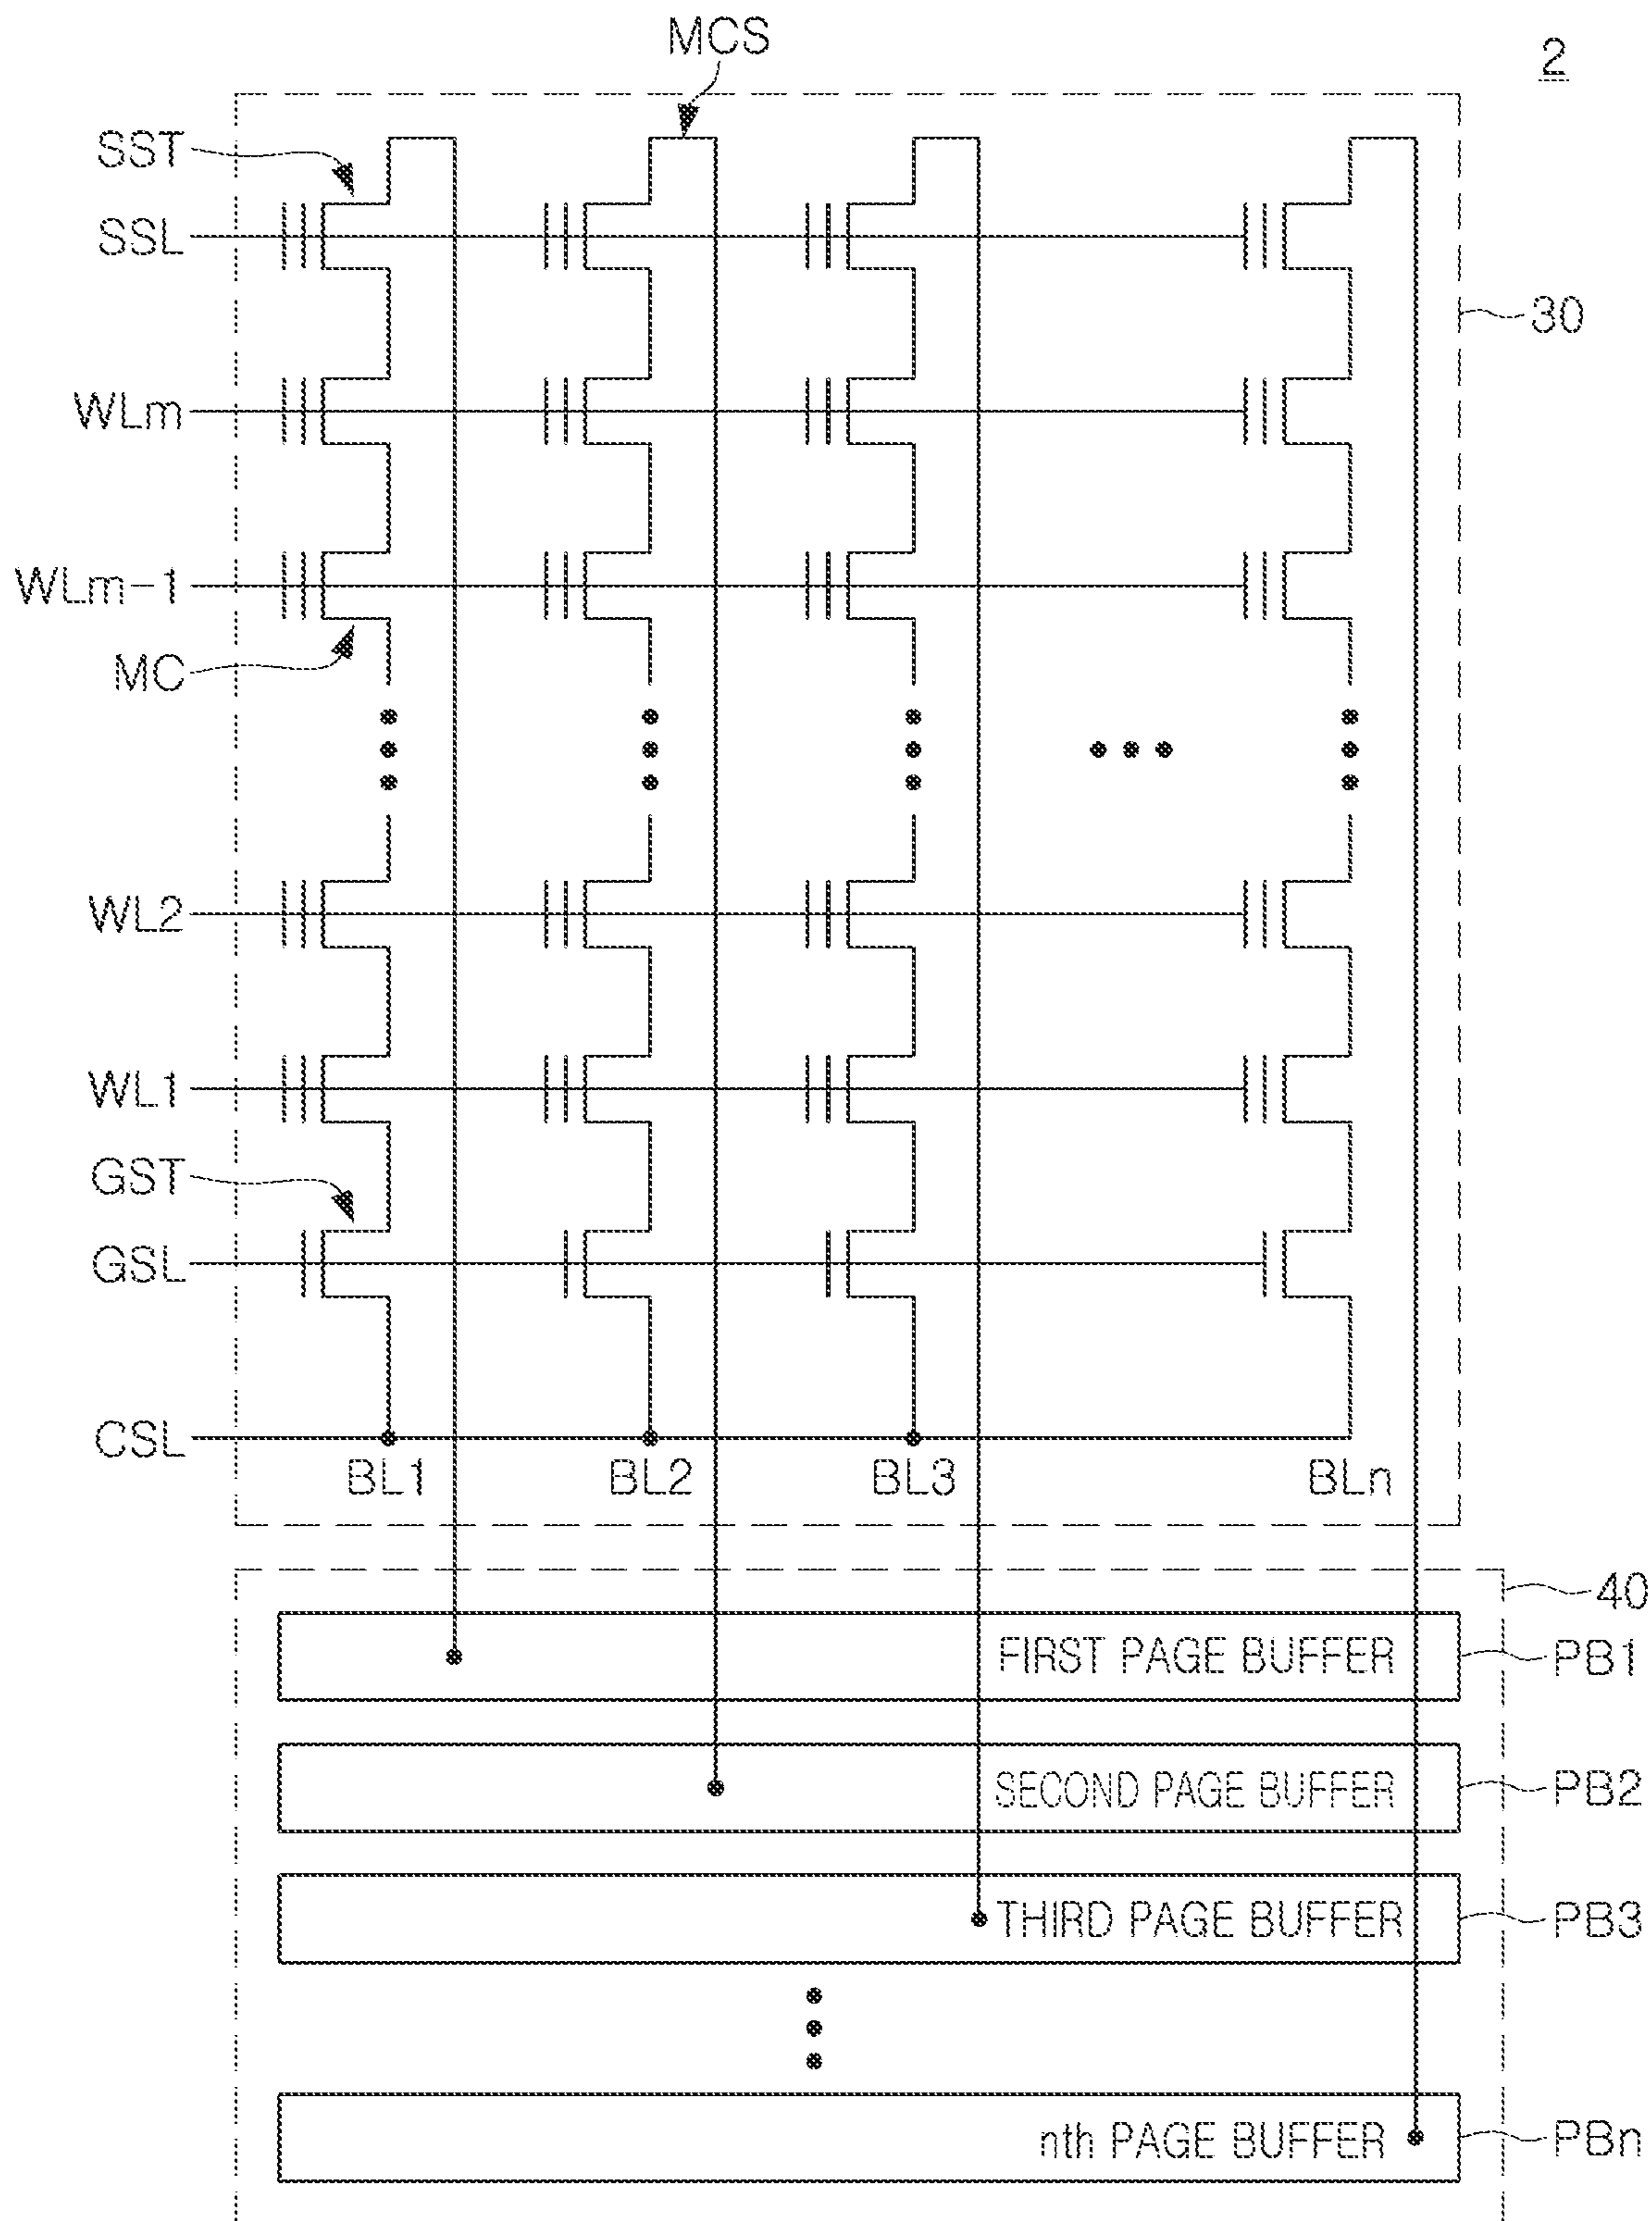 MCS
2
SST
SSL
30
WLm
WLm-1
MC
WL2
WL1
GST
GSL
CSL
BL1 BL2 BL3 BLn
40
FIRST PAGE BUFFER PB1
SECOND PAGE BUFFER PB2
THIRD PAGE BUFFER PB3
nth PAGE BUFFER PBn